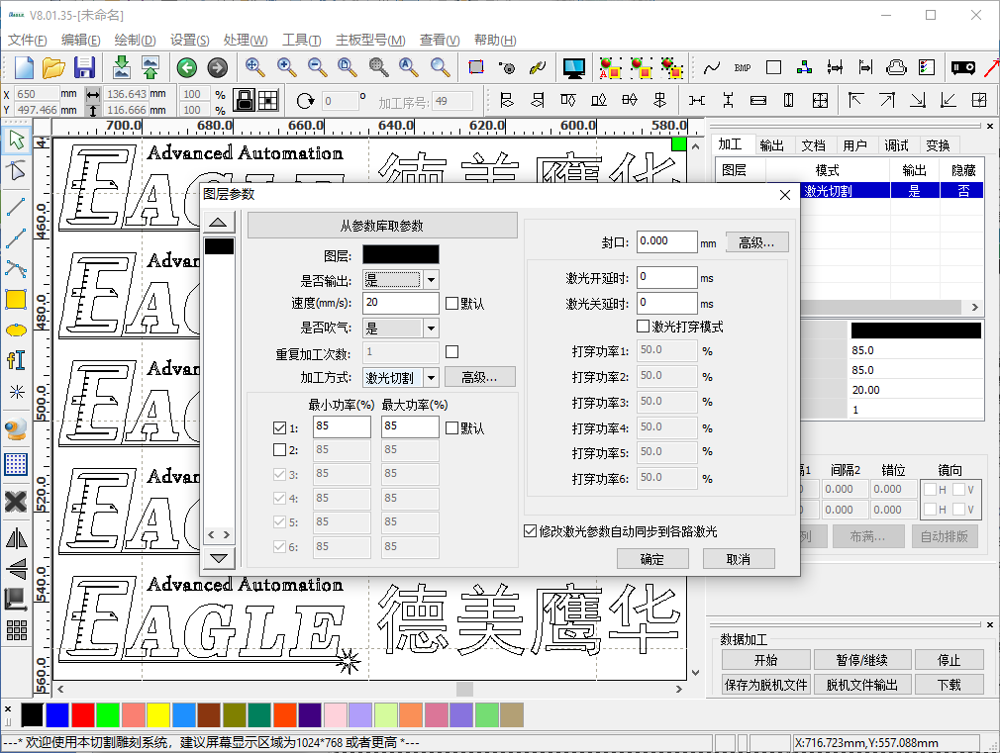 V8.01.35-[未命名]
文件(F) 编辑(E) 绘制(D) 设置(S) 处理(W) 工具(T) 主板型号(M) 查看(V) 帮助(H)
BMP
X 650 mm 136.643 mm 100 % 0 ° 加工序号: 49
Y 497.466 mm 116.666 mm 100 %
700.0 680.0 660.0 640.0 620.0 600.0 580.0
460.0
480.0
500.0
520.0
540.0
560.0
Advanced Automation
EAGLE
德美鹰华
Advanced Automation
EAGLE
德美鹰华
加工 输出 文档 用户 调试 变换
图层 模式 输出 隐藏
激光切割 是 否
85.0
85.0
20.00
1
间隔2 错位 镜向
0.000 0.000 H V
0.000 0.000 H V
布满... 自动排版
图层参数
从参数库取参数
图层:
是否输出: 是
速度(mm/s): 20 默认
是否吹气: 是
重复加工次数: 1
加工方式: 激光切割 高级...
最小功率(%) 最大功率(%)
1: 85 85 默认
2: 85 85
3: 85 85
4: 85 85
5: 85 85
6: 85 85
封口: 0.000 mm 高级...
激光开延时: 0 ms
激光关延时: 0 ms
激光打穿模式
打穿功率1: 50.0 %
打穿功率2: 50.0 %
打穿功率3: 50.0 %
打穿功率4: 50.0 %
打穿功率5: 50.0 %
打穿功率6: 50.0 %
修改激光参数自动同步到各路激光
确定 取消
数据加工
开始 暂停/继续 停止
保存为脱机文件 脱机文件输出 下载
---* 欢迎使用本切割雕刻系统，建议屏幕显示区域为1024*768 或者更高 *---
X:716.723mm,Y:557.088mm